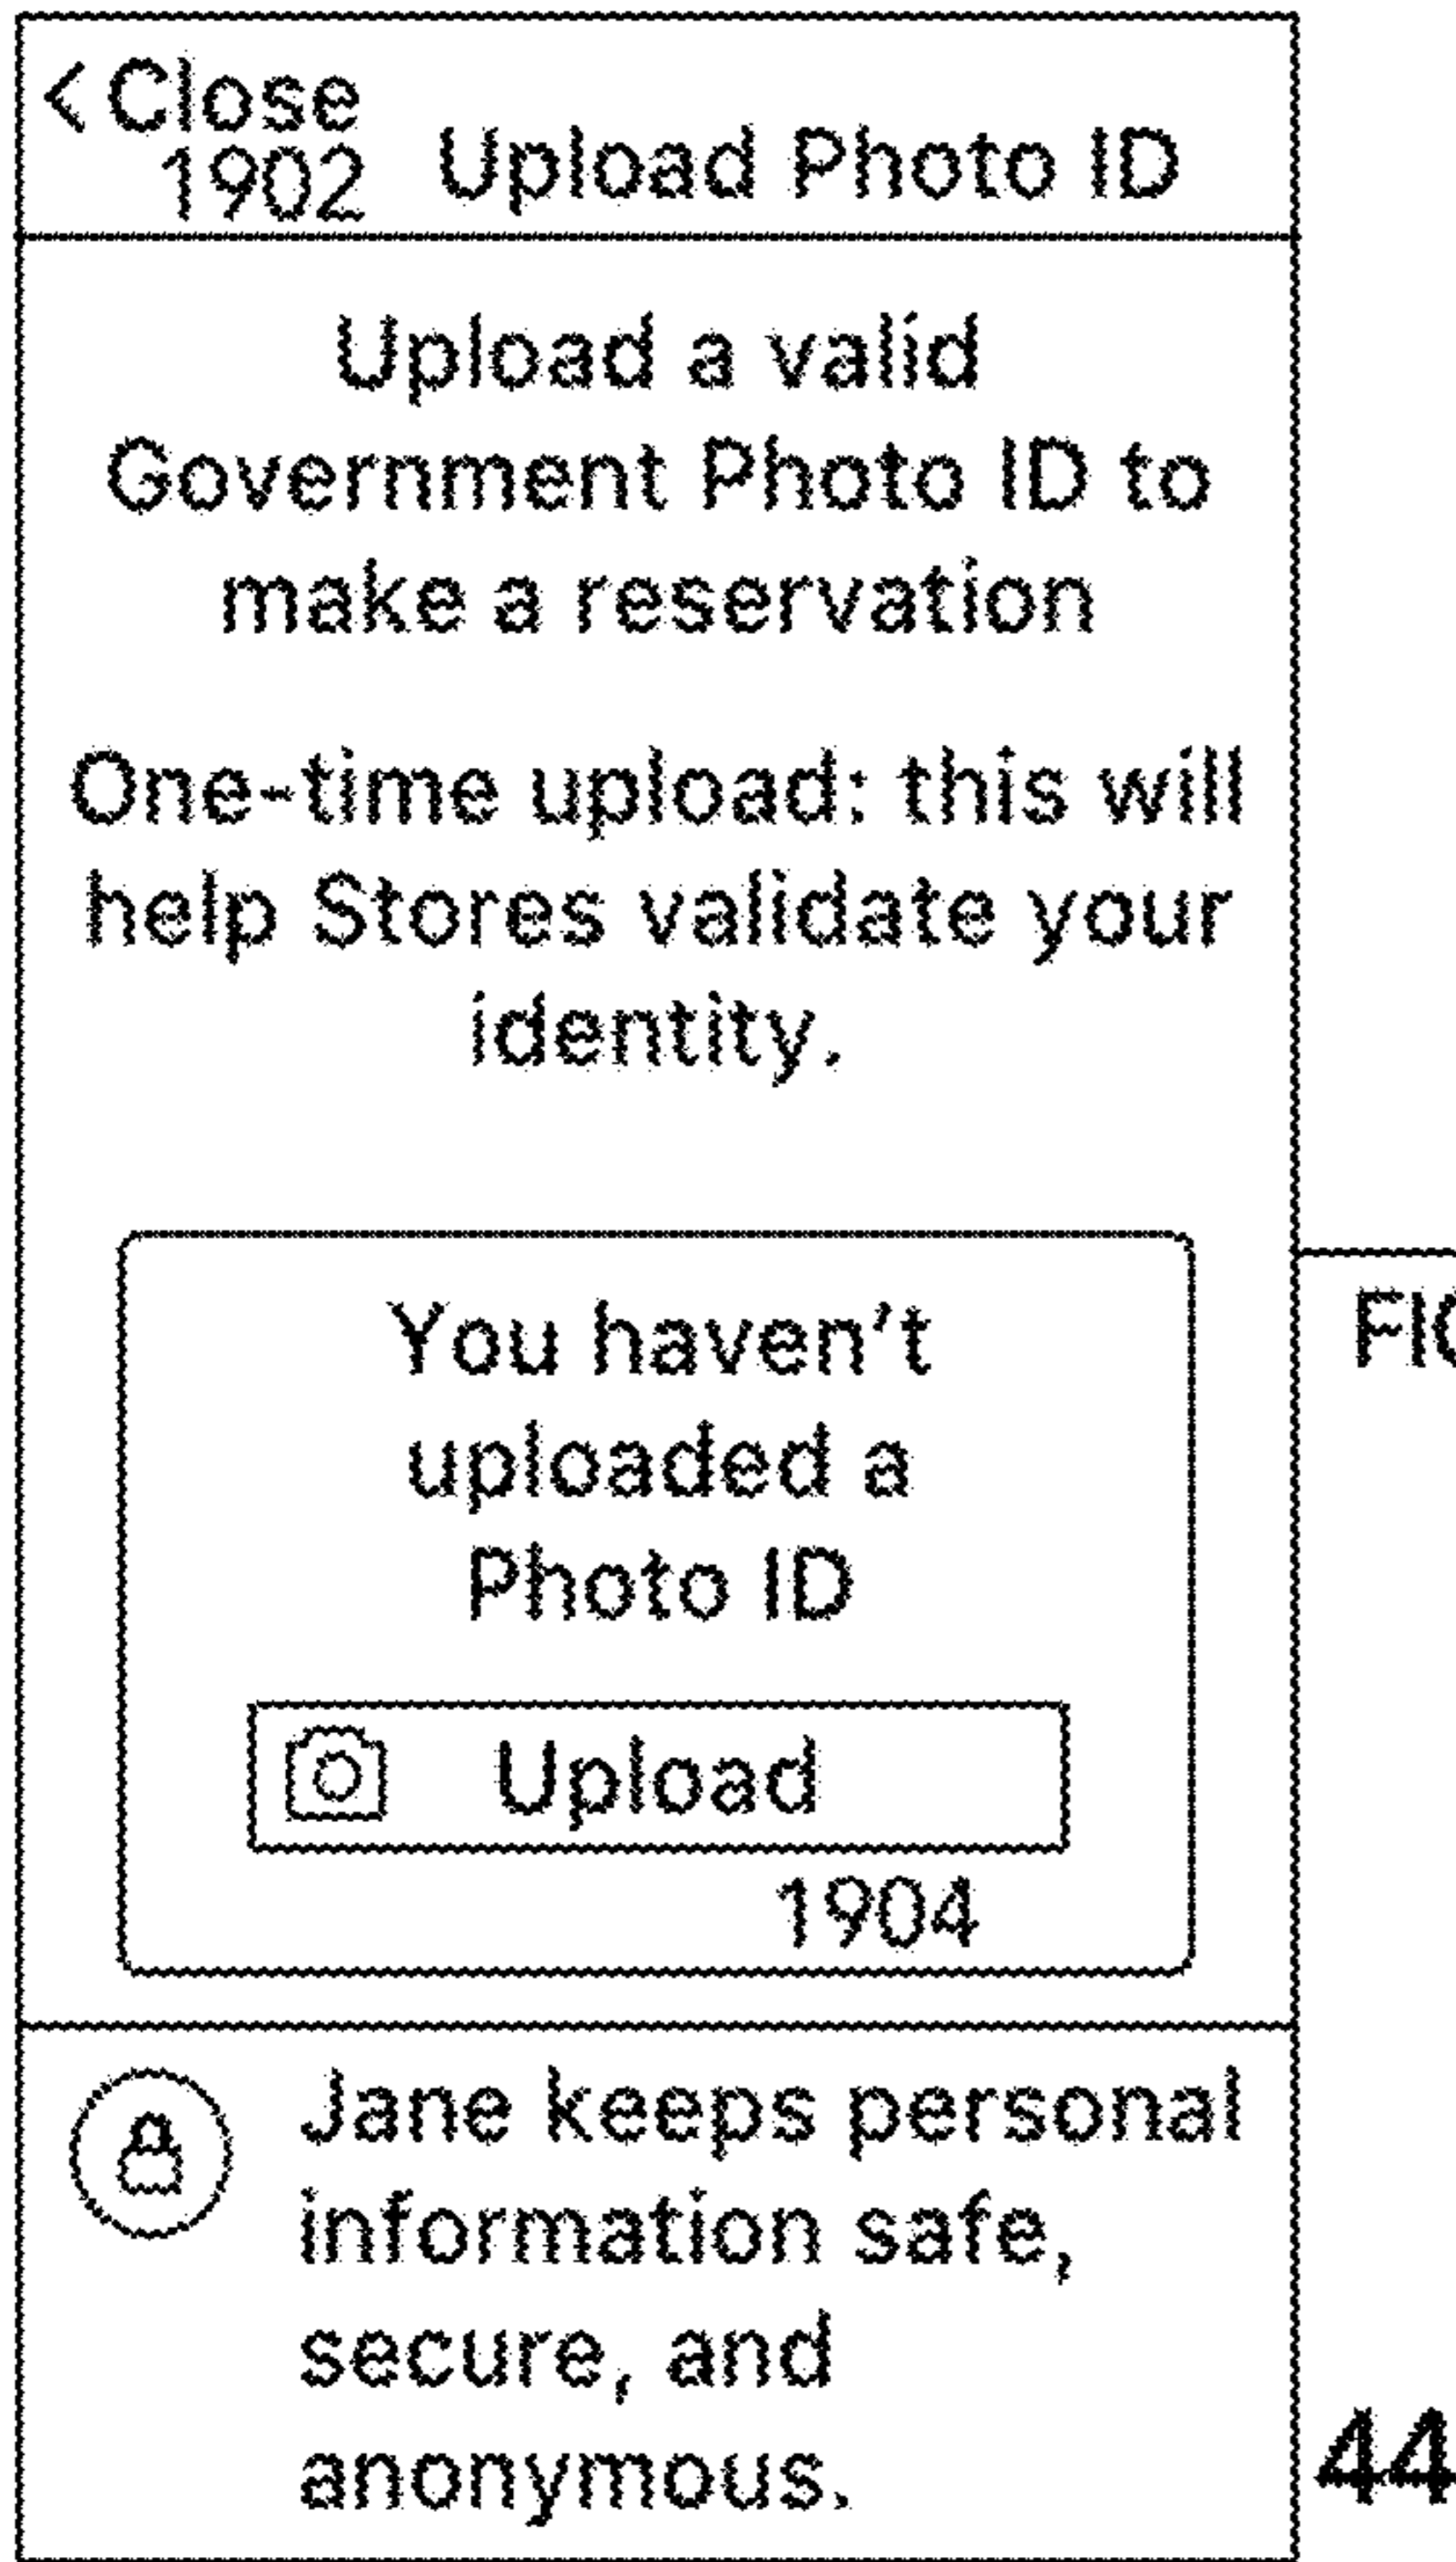 < Close
1902 Upload Photo ID
Upload a valid
Government Photo ID to
make a reservation
One-time upload: this will
help Stores validate your
identity.
You haven't
uploaded a
Photo ID
Upload
1904
Jane keeps personal
information safe,
secure, and
anonymous.
44